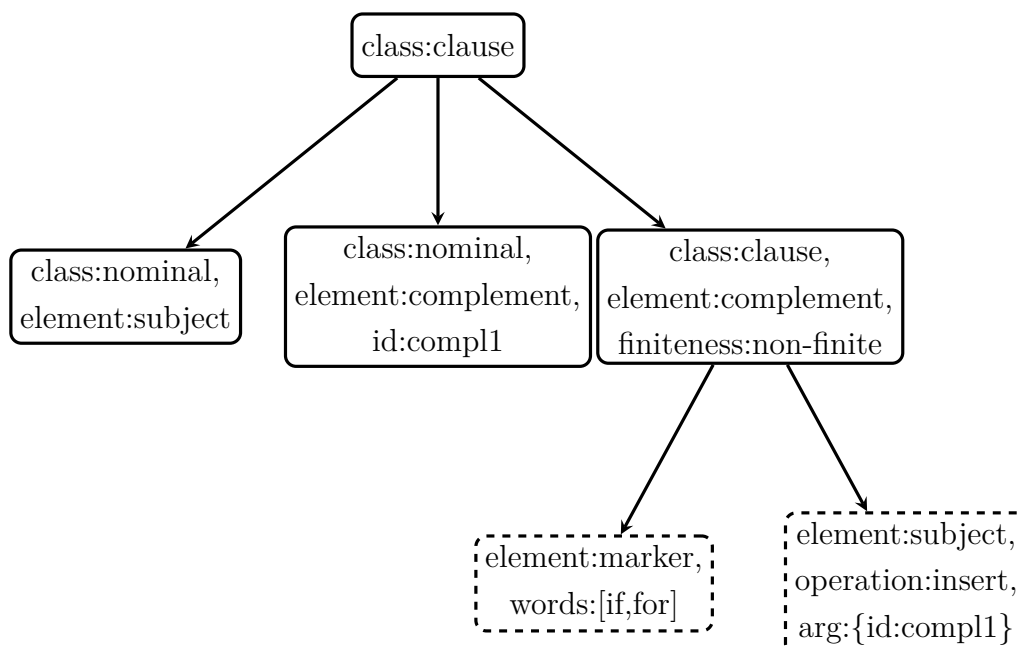 class:clause
class:nominal,
element:subject
class:nominal,
element:complement,
id:compl1
class:clause,
element:complement,
finiteness:non-finite
element:marker,
words:[if,for]
element:subject,
operation:insert,
arg:{id:compl1}